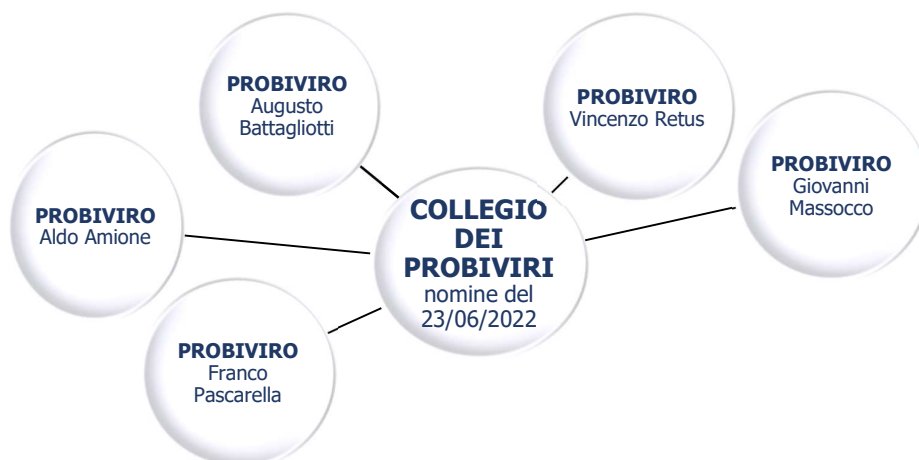 PROBIVIRO
Augusto
Battagliotti
PROBIVIRO
Vincenzo Retus
PROBIVIRO
Giovanni
Massocco
PROBIVIRO
Aldo Amione
COLLEGIO
DEI
PROBIVIRI
nomine del
23/06/2022
PROBIVIRO
Franco
Pascarella